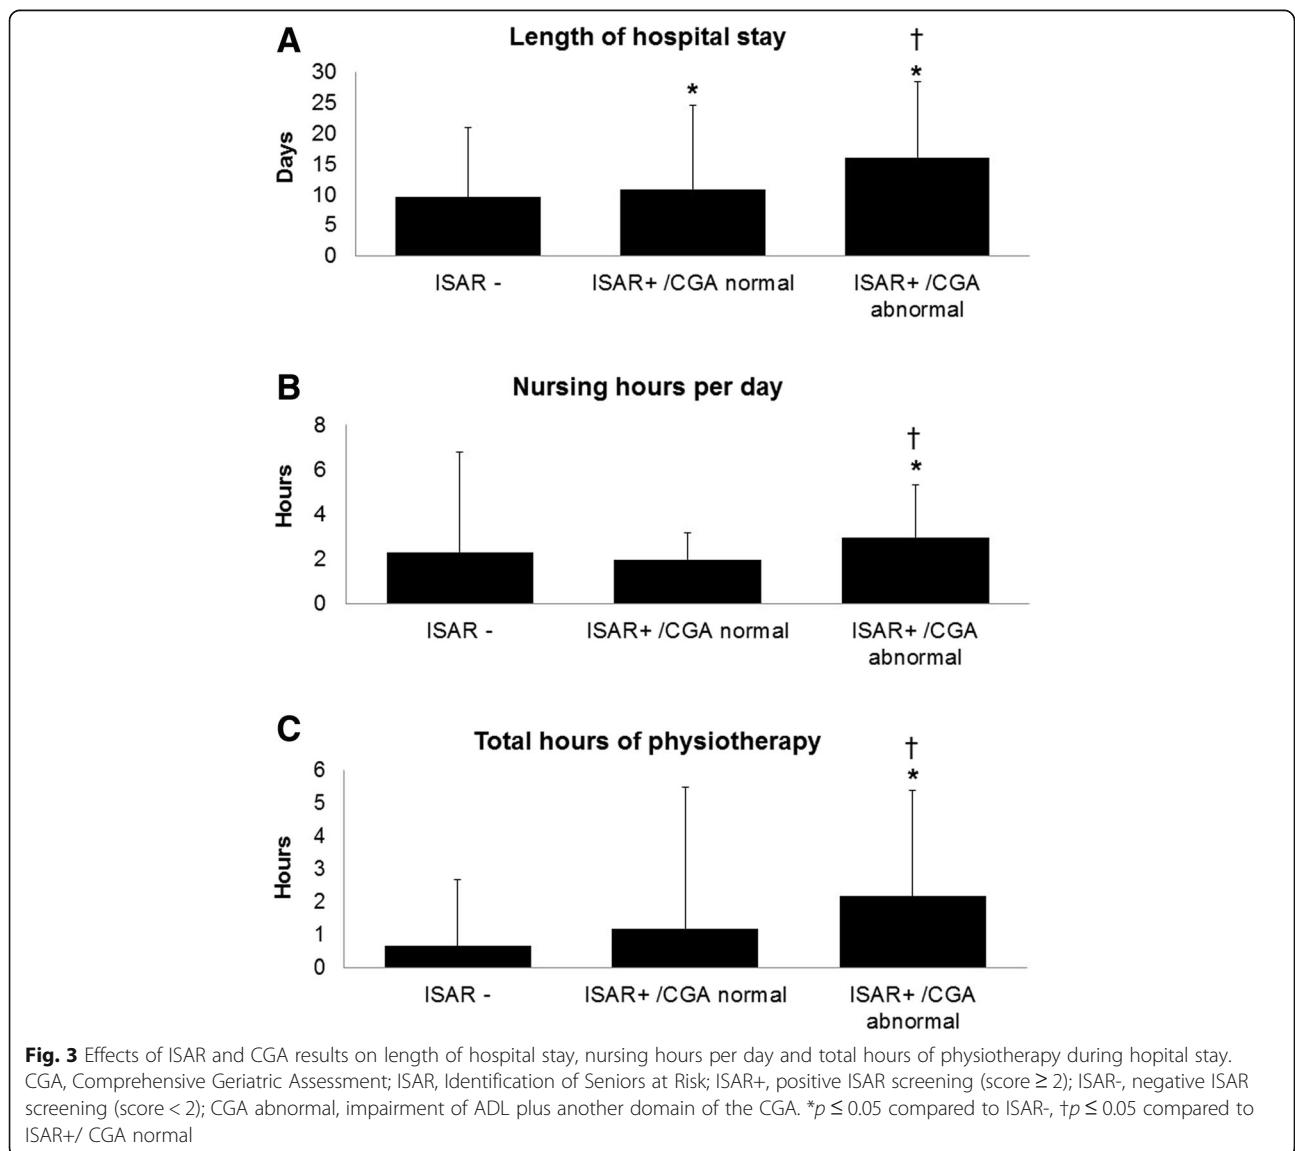 A
Length of hospital stay
†
*
*
30
25
20
15
10
5
0
Days
ISAR -
ISAR+ /CGA normal
ISAR+ /CGA
abnormal
B
Nursing hours per day
†
*
8
6
4
2
0
Hours
ISAR -
ISAR+ /CGA normal
ISAR+ /CGA
abnormal
C
Total hours of physiotherapy
†
*
6
5
4
3
2
1
0
Hours
ISAR -
ISAR+ /CGA normal
ISAR+ /CGA
abnormal
Fig. 3 Effects of ISAR and CGA results on length of hospital stay, nursing hours per day and total hours of physiotherapy during hopital stay.
CGA, Comprehensive Geriatric Assessment; ISAR, Identification of Seniors at Risk; ISAR+, positive ISAR screening (score ≥ 2); ISAR-, negative ISAR
screening (score < 2); CGA abnormal, impairment of ADL plus another domain of the CGA. *p ≤ 0.05 compared to ISAR-, †p ≤ 0.05 compared to
ISAR+/ CGA normal